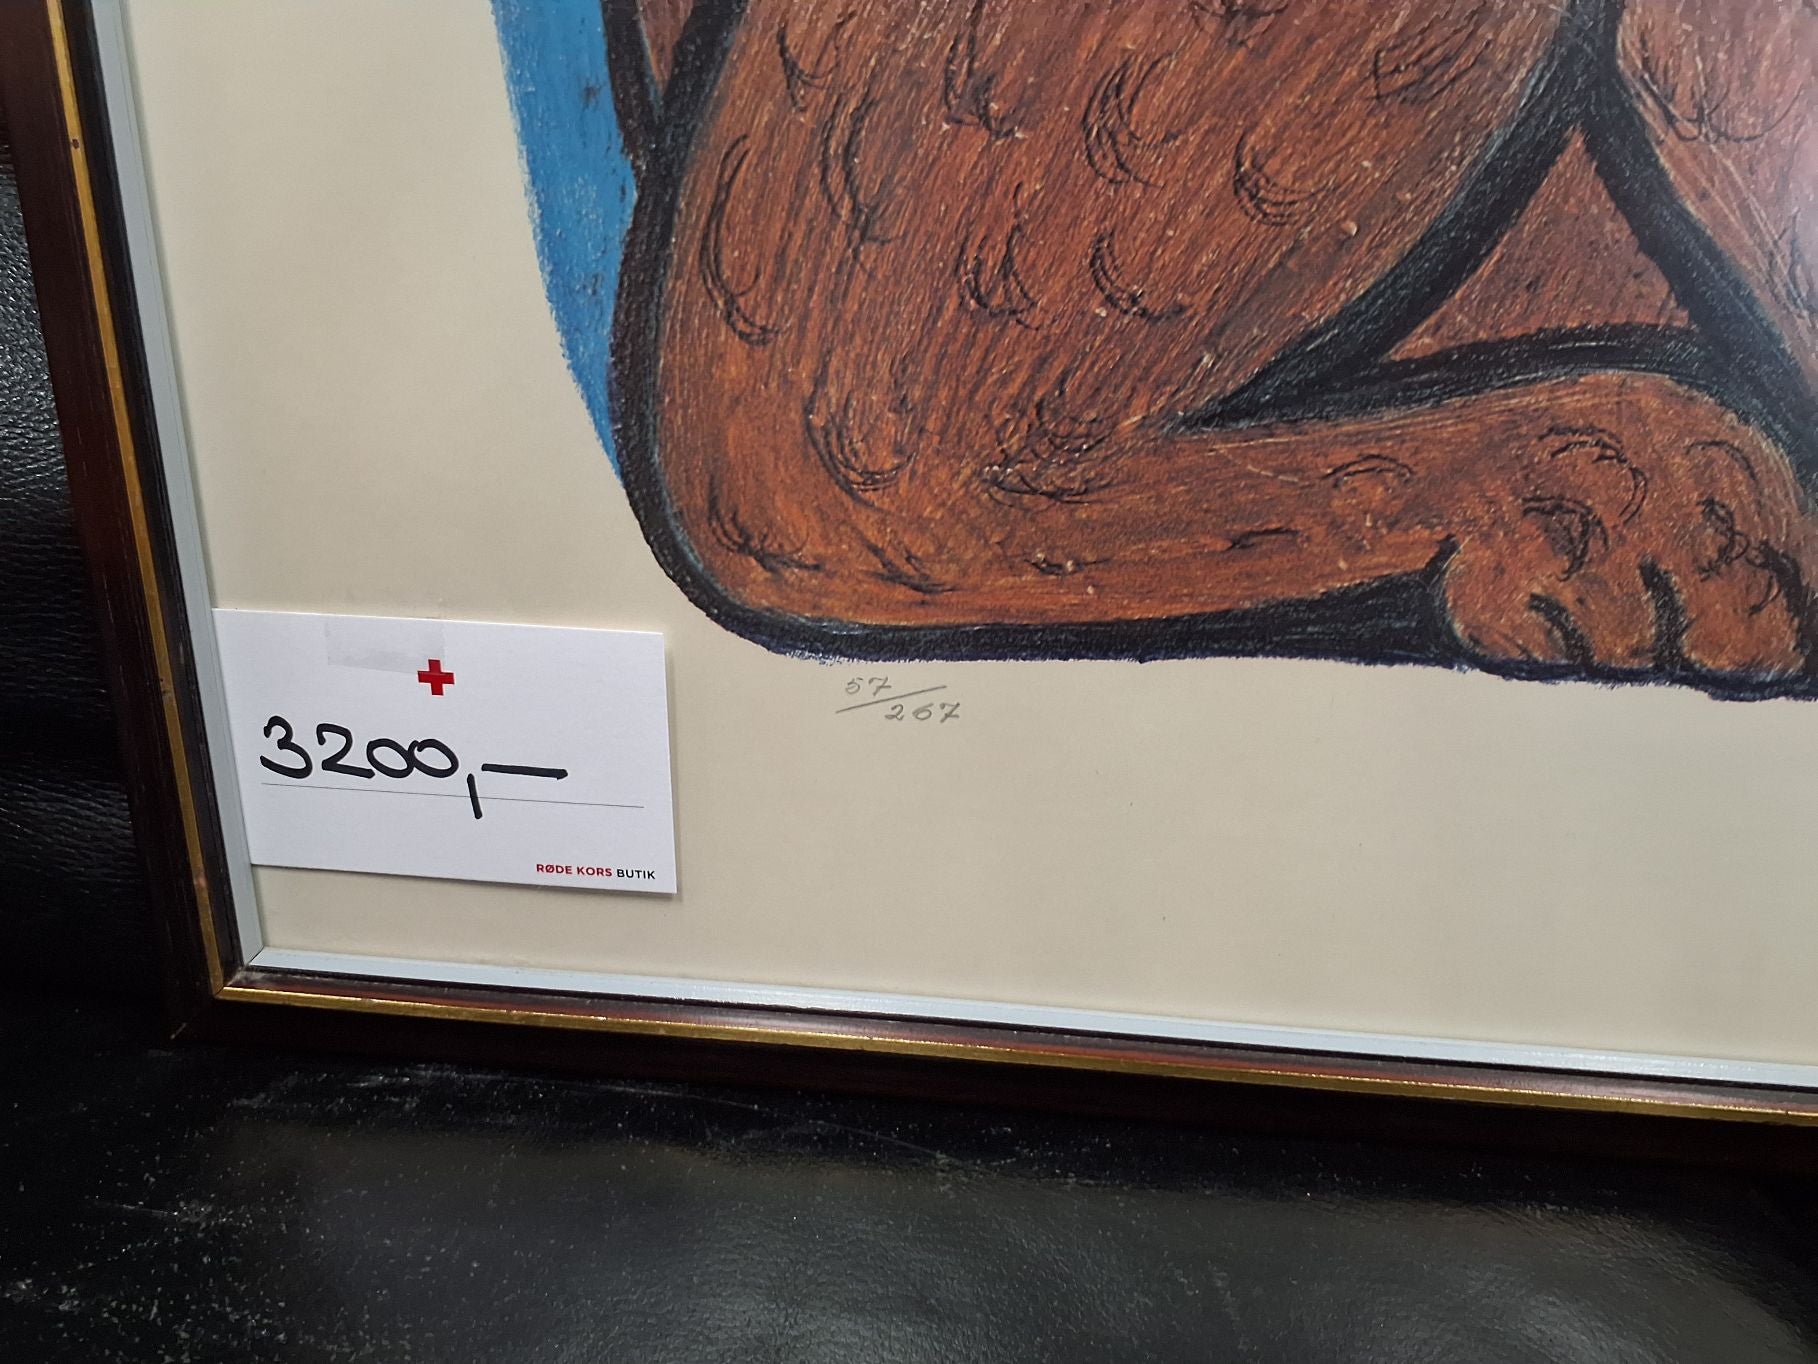 57/267
3200,-
RØDE KORS BUTIK